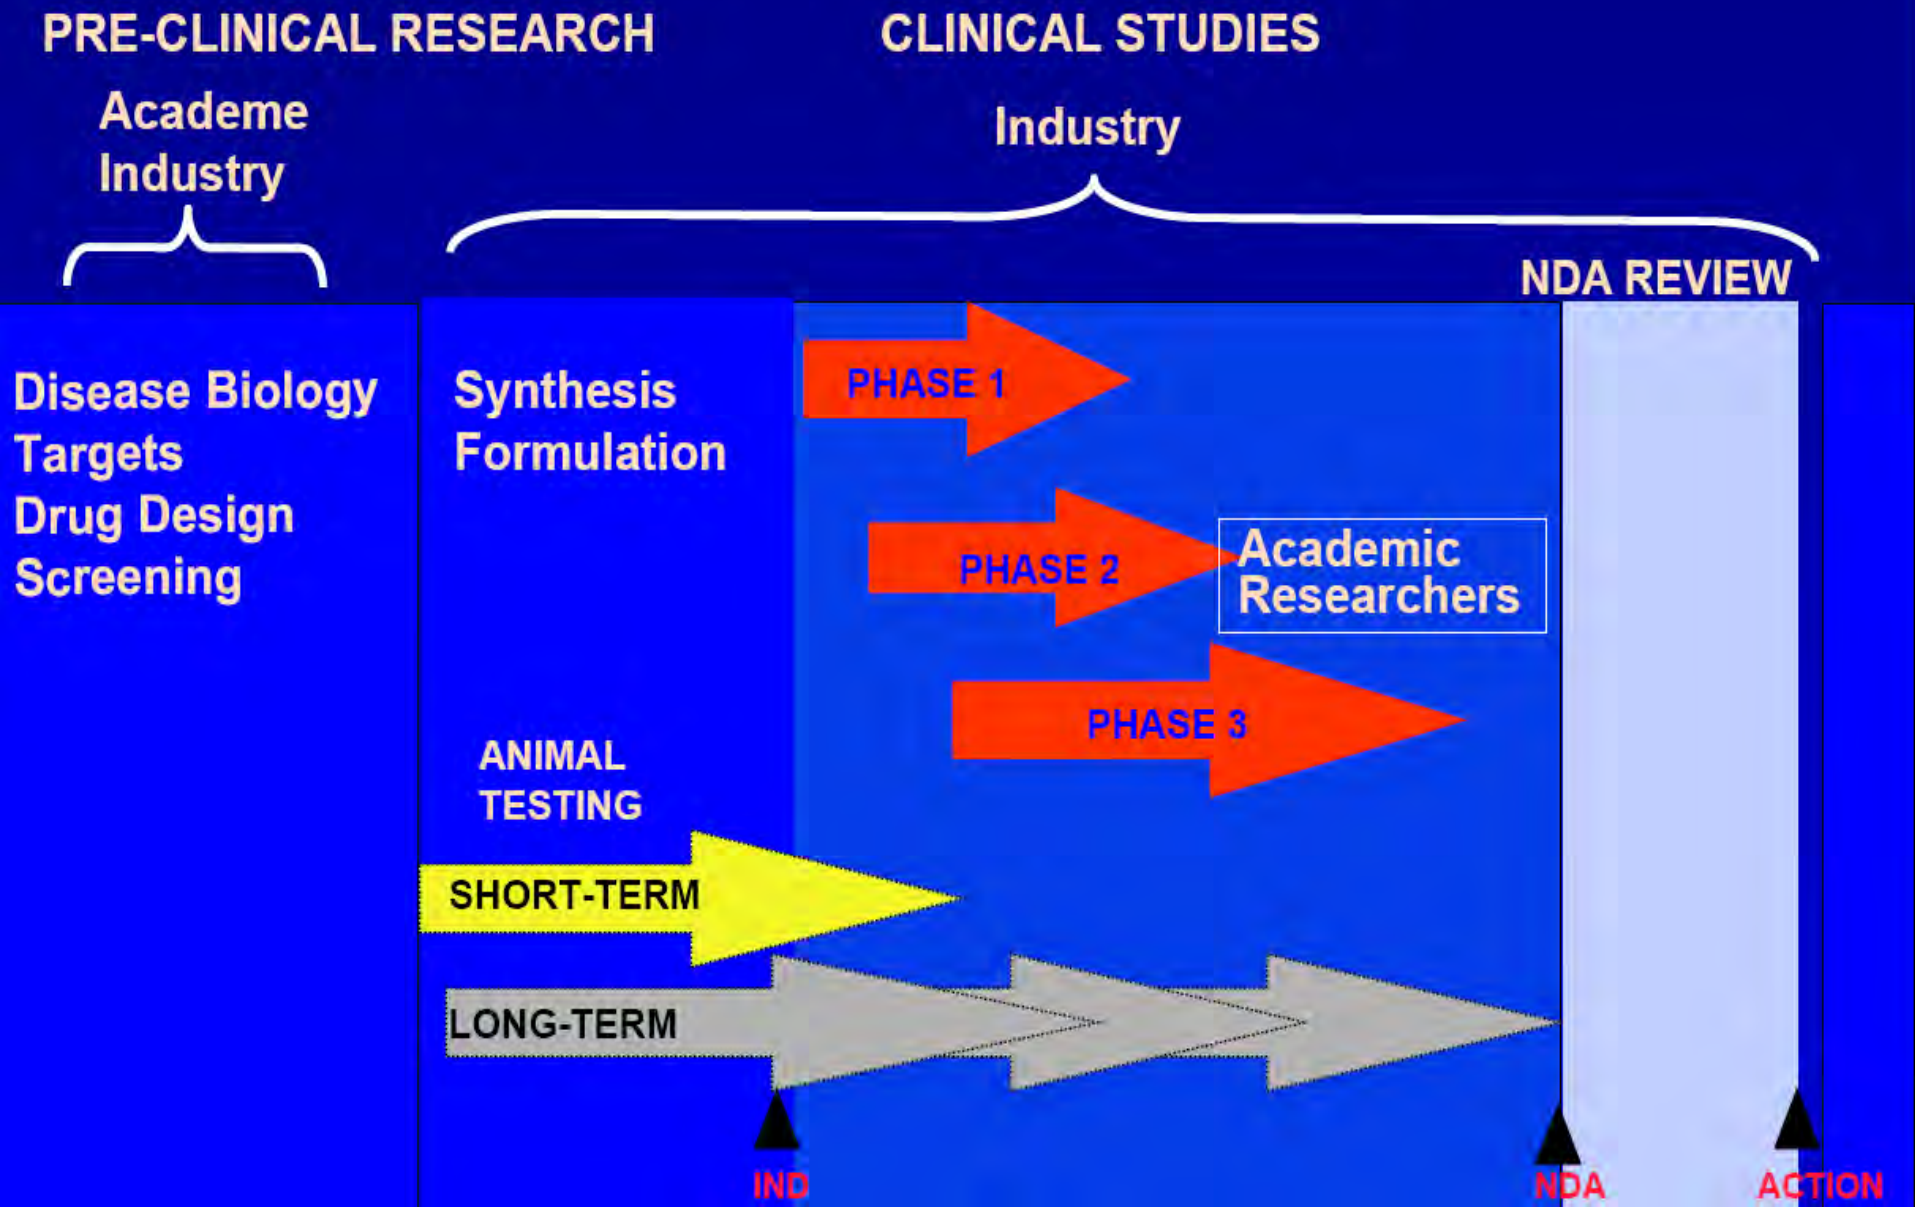 PRE-CLINICAL RESEARCH
CLINICAL STUDIES
Academe
Industry
Industry
NDA REVIEW
Disease Biology
Targets
Drug Design
Screening
Synthesis
Formulation
PHASE 1
PHASE 2
Academic
Researchers
PHASE 3
ANIMAL
TESTING
SHORT-TERM
LONG-TERM
IND
NDA
ACTION